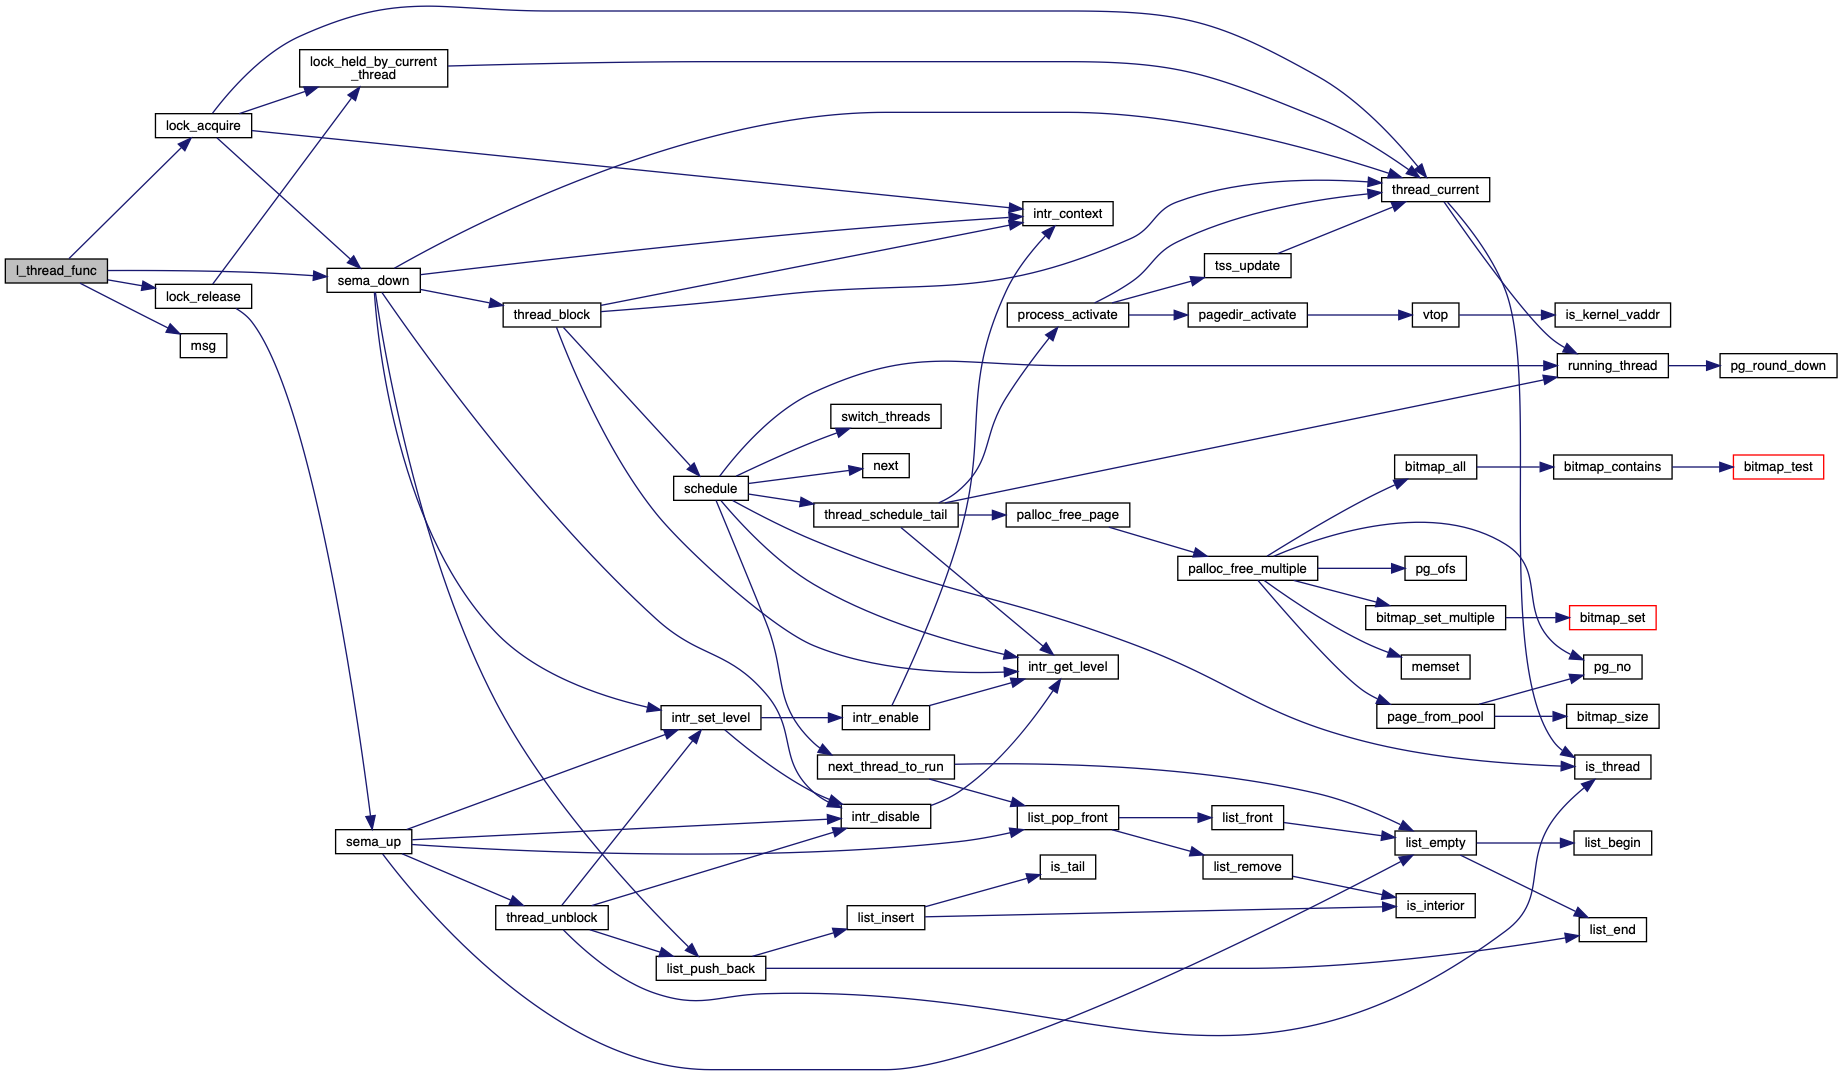 lock_held_by_current
_thread
lock_acquire
thread_current
intr_context
l_thread_func
sema_down
tss_update
lock_release
thread_block
process_activate
pagedir_activate
vtop
is_kernel_vaddr
msg
running_thread
pg_round_down
switch_threads
next
bitmap_all
bitmap_contains
bitmap_test
schedule
thread_schedule_tail
palloc_free_page
palloc_free_multiple
pg_ofs
bitmap_set_multiple
bitmap_set
intr_get_level
memset
pg_no
intr_set_level
intr_enable
page_from_pool
bitmap_size
next_thread_to_run
is_thread
intr_disable
list_pop_front
list_front
sema_up
list_empty
list_begin
is_tail
list_remove
thread_unblock
list_insert
is_interior
list_end
list_push_back